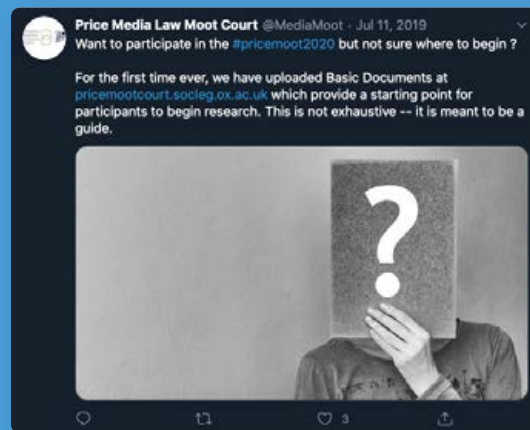 Price Media Law Moot Court @MediaMoot · Jul 11, 2019
Want to participate in the #pricemoot2020 but not sure where to begin ?
For the first time ever, we have uploaded Basic Documents at
pricemootcourt.socleg.ox.ac.uk which provide a starting point for
participants to begin research. This is not exhaustive -- it is meant to be a
guide.
?
3